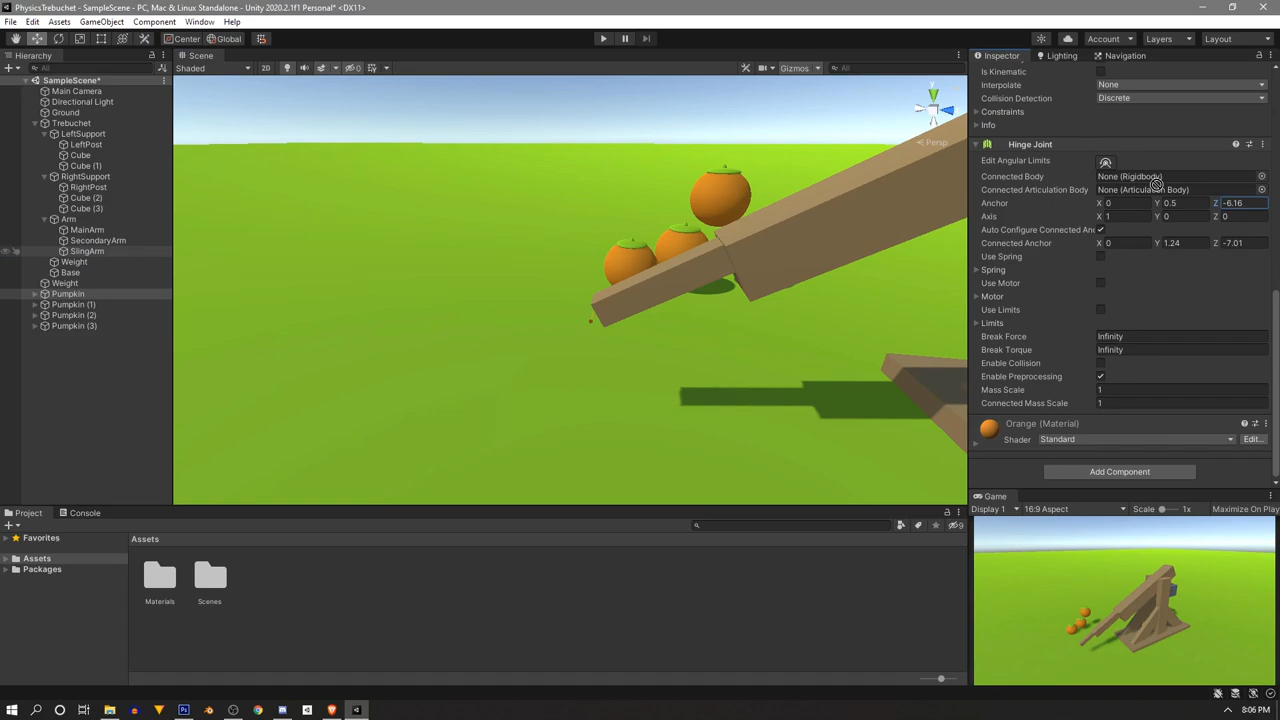 PhysicsTrebuchet - SampleScene - PC, Mac & Linux Standalone - Unity 2020.2.1f1 Personal* <DX11>
File Edit Assets GameObject Component Window Help
Center Global Account Layers Layout
Hierarchy Scene Inspector Lighting Navigation
All Shaded 2D 0 Gizmos All
SampleScene*
Main Camera
Directional Light
Ground
Trebuchet
LeftSupport
LeftPost
Cube
Cube (1)
RightSupport
RightPost
Cube (2)
Cube (3)
Arm
MainArm
SecondaryArm
SlingArm
Weight
Base
Weight
Pumpkin
Pumpkin (1)
Pumpkin (2)
Pumpkin (3)
y
z
Persp
Is Kinematic
Interpolate None
Collision Detection Discrete
Constraints
Info
Hinge Joint
Edit Angular Limits
Connected Body None (Rigidbody)
Connected Articulation Body None (Articulation Body)
Anchor X 0 Y 0.5 Z -6.16
Axis X 1 Y 0 Z 0
Auto Configure Connected An
Connected Anchor X 0 Y 1.24 Z -7.01
Use Spring
Spring
Use Motor
Motor
Use Limits
Limits
Break Force Infinity
Break Torque Infinity
Enable Collision
Enable Preprocessing
Mass Scale 1
Connected Mass Scale 1
Orange (Material)
Shader Standard Edit...
Add Component
Game
Display 1 16:9 Aspect Scale 1x Maximize On Play
Project Console
9
Favorites
Assets
Packages
Assets
Materials
Scenes
8:06 PM